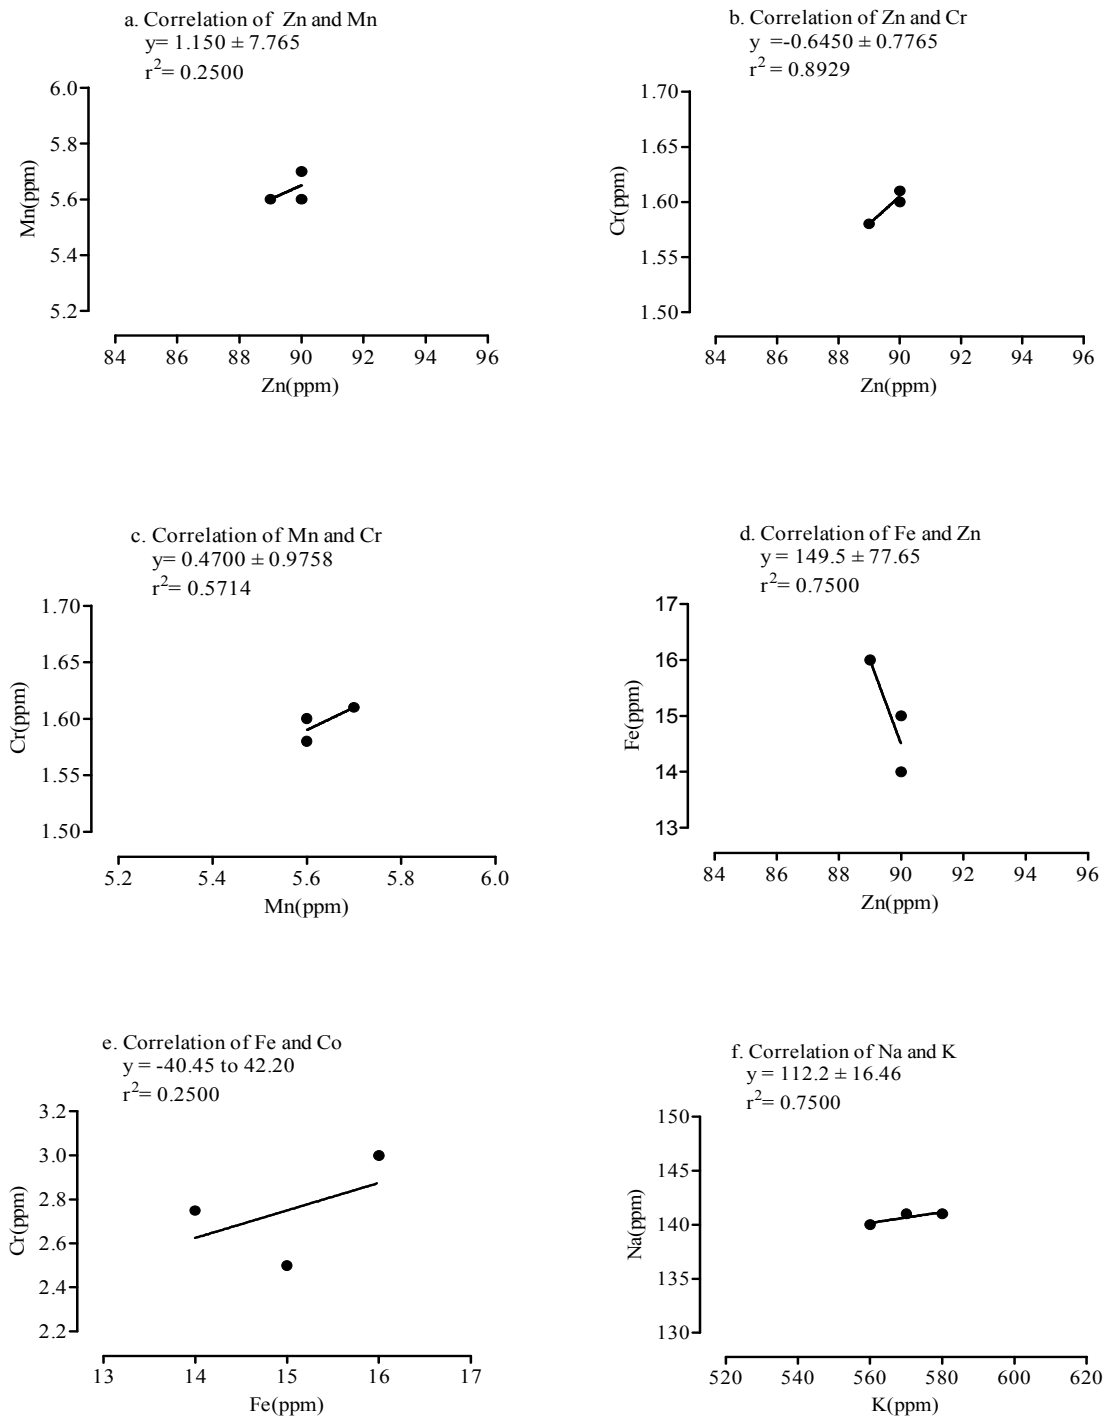 a. Correlation of Zn and Mn
y= 1.150 ± 7.765
r²= 0.2500
6.0
5.8
5.6
5.4
5.2
Mn(ppm)
84 86 88 90 92 94 96
Zn(ppm)
b. Correlation of Zn and Cr
y =-0.6450 ± 0.7765
r² = 0.8929
1.70
1.65
1.60
1.55
1.50
Cr(ppm)
84 86 88 90 92 94 96
Zn(ppm)
c. Correlation of Mn and Cr
y= 0.4700 ± 0.9758
r²= 0.5714
1.70
1.65
1.60
1.55
1.50
Cr(ppm)
5.2 5.4 5.6 5.8 6.0
Mn(ppm)
d. Correlation of Fe and Zn
y = 149.5 ± 77.65
r²= 0.7500
17
16
15
14
13
Fe(ppm)
84 86 88 90 92 94 96
Zn(ppm)
e. Correlation of Fe and Co
y = -40.45 to 42.20
r²= 0.2500
3.2
3.0
2.8
2.6
2.4
2.2
Cr(ppm)
13 14 15 16 17
Fe(ppm)
f. Correlation of Na and K
y = 112.2 ± 16.46
r²= 0.7500
150
145
140
135
130
Na(ppm)
520 540 560 580 600 620
K(ppm)